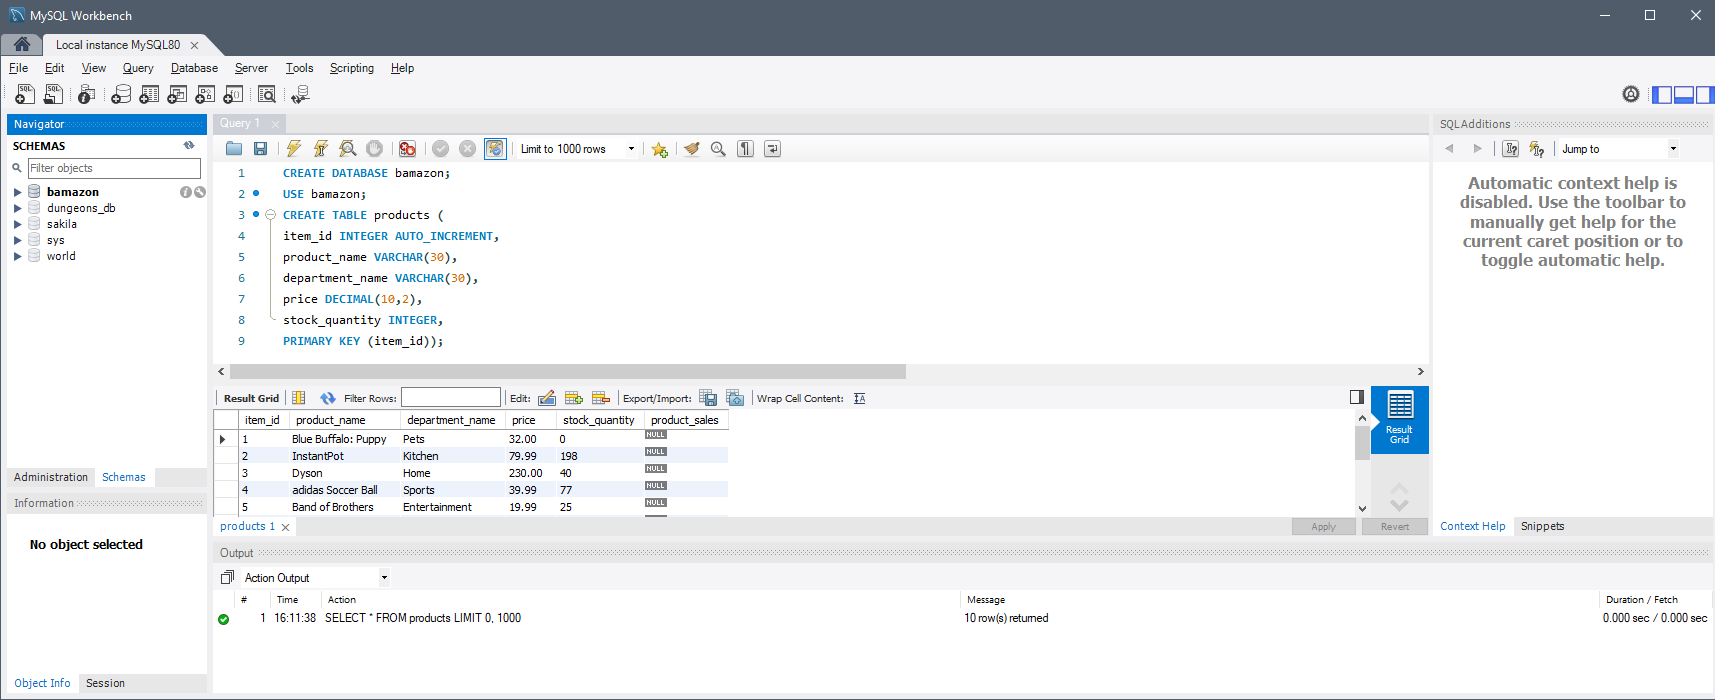 MySQL Workbench
Local instance MySQL80
File Edit View Query Database Server Tools Scripting Help
Navigator
SCHEMAS
Filter objects
bamazon
dungeons_db
sakila
sys
world
Administration Schemas
Information
No object selected
Object Info Session
Query 1
Limit to 1000 rows
1 CREATE DATABASE bamazon;
2 USE bamazon;
3 CREATE TABLE products (
4 item_id INTEGER AUTO_INCREMENT,
5 product_name VARCHAR(30),
6 department_name VARCHAR(30),
7 price DECIMAL(10,2),
8 stock_quantity INTEGER,
9 PRIMARY KEY (item_id));
Result Grid Filter Rows: Edit: Export/Import: Wrap Cell Content:
item_id product_name department_name price stock_quantity product_sales
1 Blue Buffalo: Puppy Pets 32.00 0 NULL
2 InstantPot Kitchen 79.99 198 NULL
3 Dyson Home 230.00 40 NULL
4 adidas Soccer Ball Sports 39.99 77 NULL
5 Band of Brothers Entertainment 19.99 25 NULL
Result
Grid
products 1 Apply Revert
SQLAdditions
Jump to
Automatic context help is
disabled. Use the toolbar to
manually get help for the
current caret position or to
toggle automatic help.
Context Help Snippets
Output
Action Output
# Time Action Message Duration / Fetch
1 16:11:38 SELECT * FROM products LIMIT 0, 1000 10 row(s) returned 0.000 sec / 0.000 sec